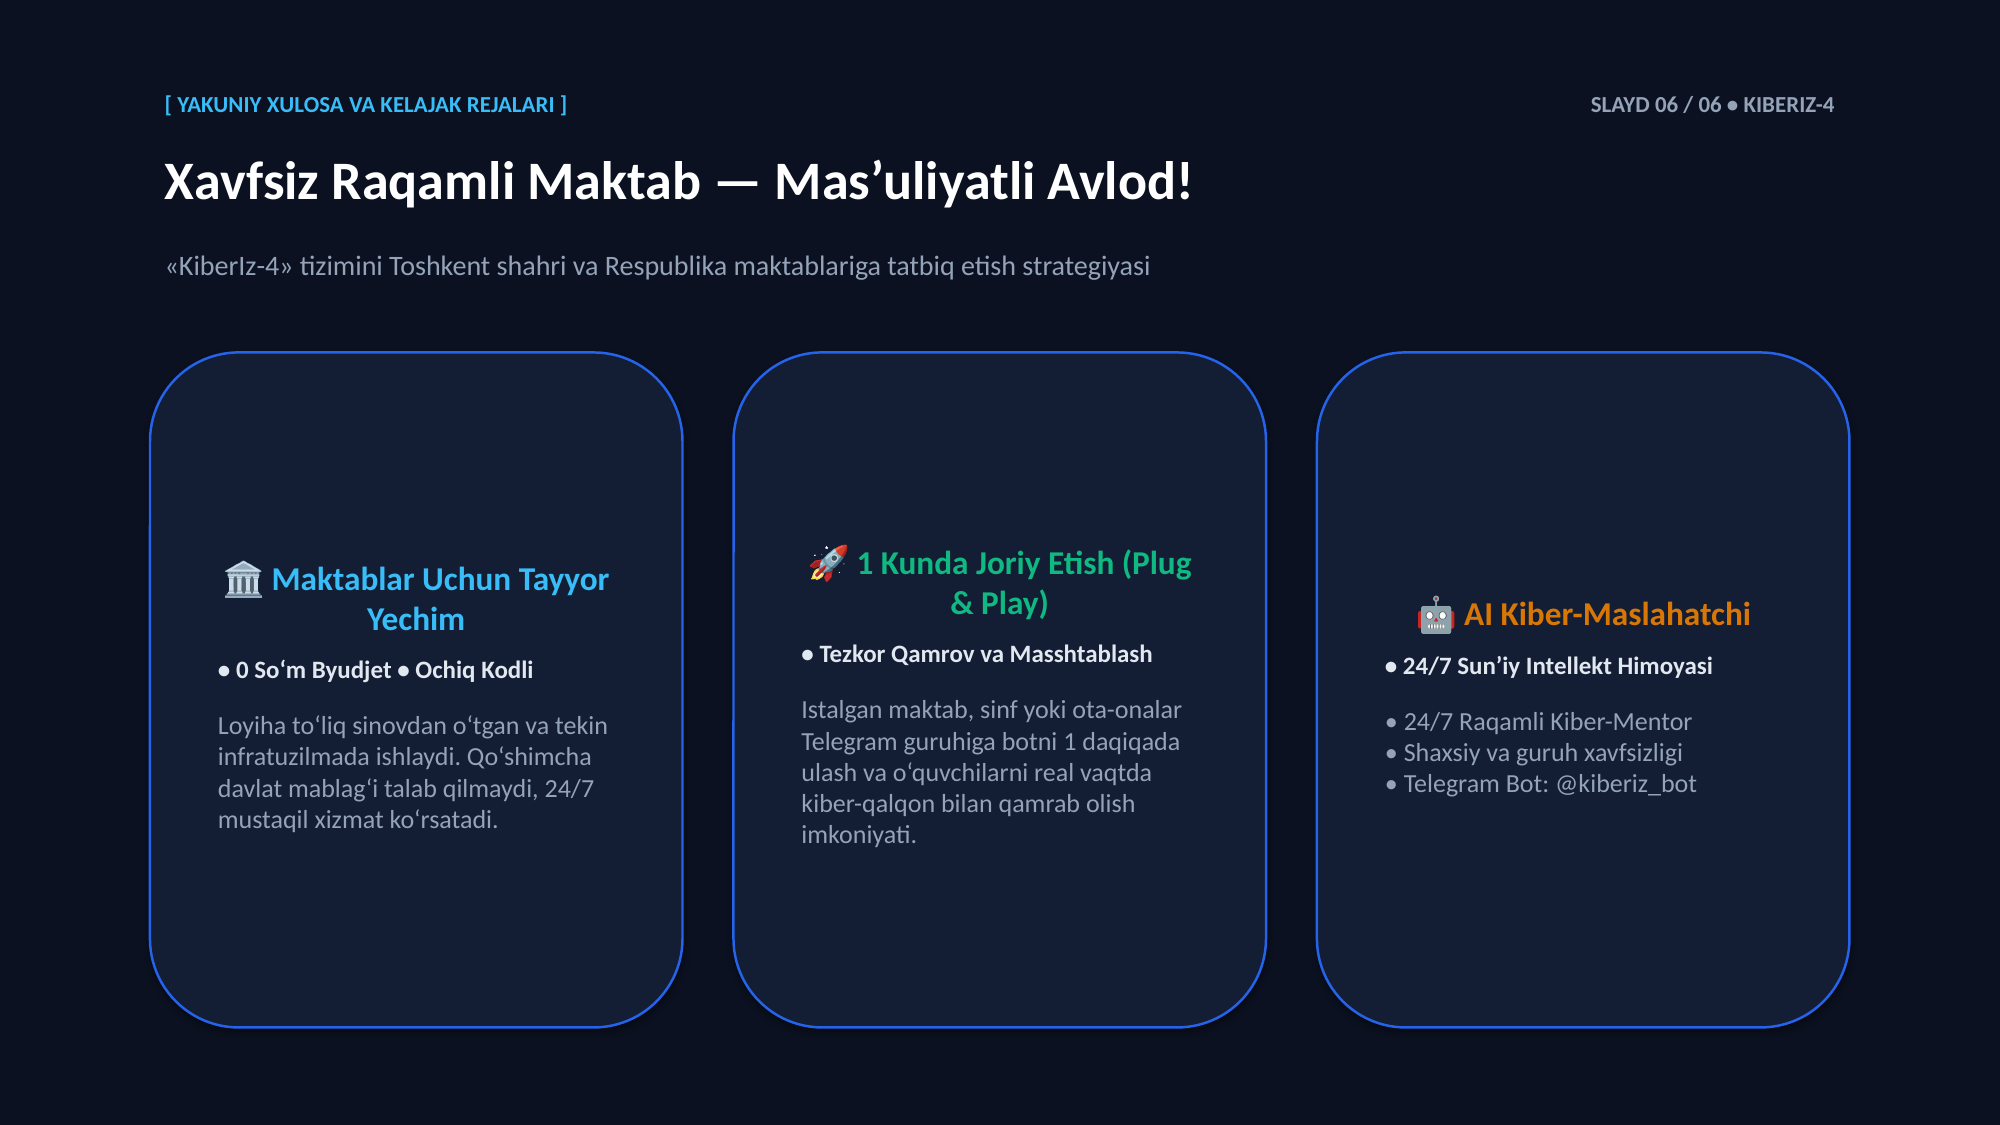 [ YAKUNIY XULOSA VA KELAJAK REJALARI ]
SLAYD 06 / 06 ● KIBERIZ-4
Xavfsiz Raqamli Maktab — Mas’uliyatli Avlod!
«KiberIz-4» tizimini Toshkent shahri va Respublika maktablariga tatbiq etish strategiyasi
🏛️ Maktablar Uchun Tayyor
Yechim
● 0 So‘m Byudjet ● Ochiq Kodli
Loyiha to‘liq sinovdan o‘tgan va tekin
infratuzilmada ishlaydi. Qo‘shimcha
davlat mablag‘i talab qilmaydi, 24/7
mustaqil xizmat ko‘rsatadi.
🚀 1 Kunda Joriy Etish (Plug
& Play)
● Tezkor Qamrov va Masshtablash
Istalgan maktab, sinf yoki ota-onalar
Telegram guruhiga botni 1 daqiqada
ulash va o‘quvchilarni real vaqtda
kiber-qalqon bilan qamrab olish
imkoniyati.
🤖 AI Kiber-Maslahatchi
● 24/7 Sun’iy Intellekt Himoyasi
• 24/7 Raqamli Kiber-Mentor
• Shaxsiy va guruh xavfsizligi
• Telegram Bot: @kiberiz_bot